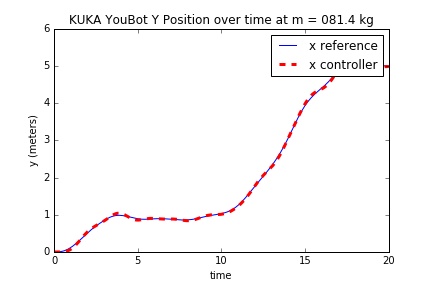 KUKA YouBot Y Position over time at m = 081.4 kg
6
5
4
3
2
1
0
y (meters)
x reference
x controller
0 5 10 15 20
time